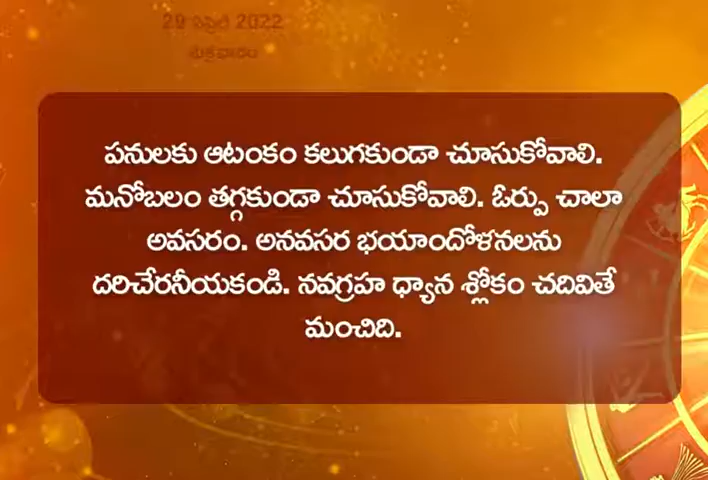 29 ఏప్రిల్ 2022
శుక్రవారం
పనులకు ఆటంకం కలుగకుండా చూసుకోవాలి.
మనోబలం తగ్గకుండా చూసుకోవాలి. ఓర్పు చాలా
అవసరం. అనవసర భయాందోళనలను
దరిచేరనీయకండి. నవగ్రహ ధ్యాన శ్లోకం చదివితే
మంచిది.